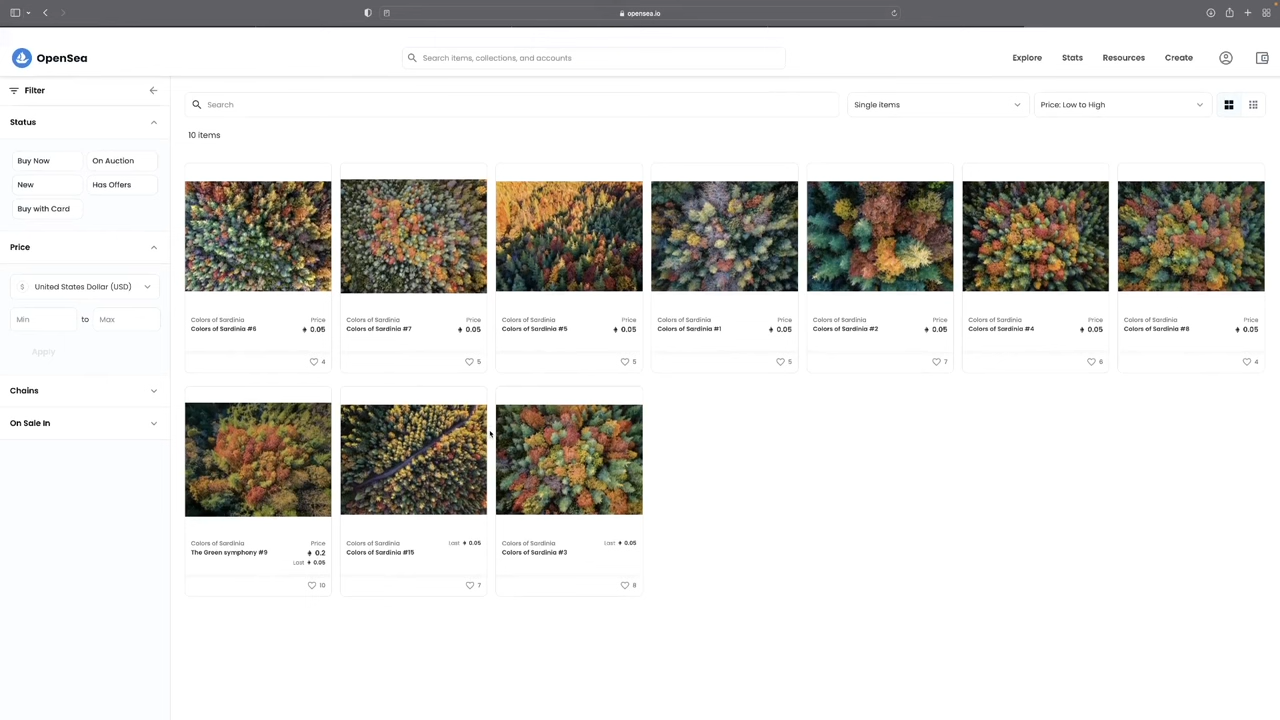 opensea.io
OpenSea
Search items, collections, and accounts
Explore Stats Resources Create
Filter
Search
Single items
Price: Low to High
Status
10 items
Buy Now
On Auction
New
Has Offers
Buy with Card
Price
$ United States Dollar (USD)
Min to Max
Apply
Chains
On Sale In
Colors of Sardinia Price
Colors of Sardinia #6 0.05
4
Colors of Sardinia Price
Colors of Sardinia #7 0.05
5
Colors of Sardinia Price
Colors of Sardinia #5 0.05
5
Colors of Sardinia Price
Colors of Sardinia #1 0.05
5
Colors of Sardinia Price
Colors of Sardinia #2 0.05
7
Colors of Sardinia Price
Colors of Sardinia #4 0.05
6
Colors of Sardinia Price
Colors of Sardinia #8 0.05
4
Colors of Sardinia Price
The Green symphony #9 0.2
Last 0.05
10
Colors of Sardinia Last 0.05
Colors of Sardinia #15
7
Colors of Sardinia Last 0.05
Colors of Sardinia #3
8